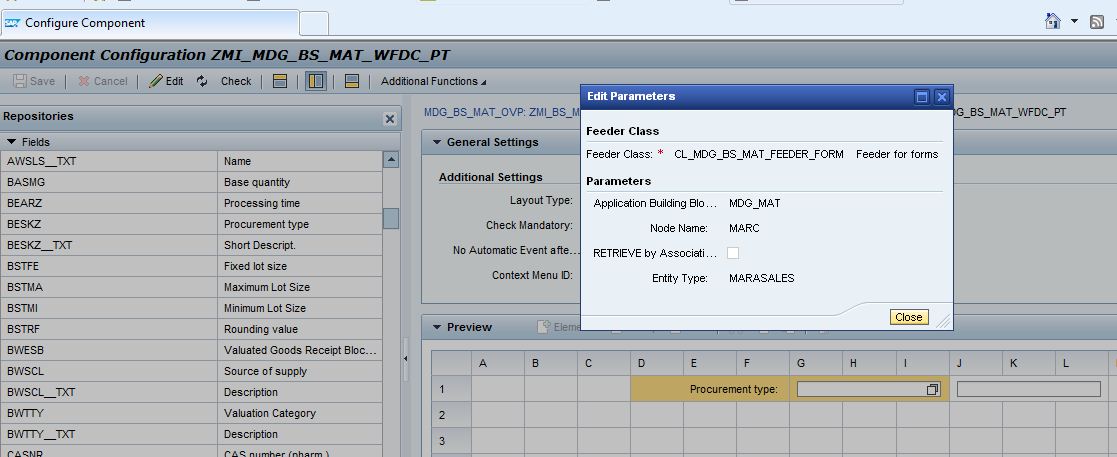 SAP Configure Component
Component Configuration ZMI_MDG_BS_MAT_WFDC_PT
Save Cancel Edit Check Additional Functions
Repositories
Fields
AWSLS__TXT Name
BASMG Base quantity
BEARZ Processing time
BESKZ Procurement type
BESKZ__TXT Short Descript.
BSTFE Fixed lot size
BSTMA Maximum Lot Size
BSTMI Minimum Lot Size
BSTRF Rounding value
BWESB Valuated Goods Receipt Bloc...
BWSCL Source of supply
BWSCL__TXT Description
BWTTY Valuation Category
BWTTY__TXT Description
CASNR CAS number (pharm.)
MDG_BS_MAT_OVP: ZMI_BS_M
G_BS_MAT_WFDC_PT
General Settings
Additional Settings
Layout Type:
Check Mandatory:
No Automatic Event afte...
Context Menu ID:
Edit Parameters
Feeder Class
Feeder Class: * CL_MDG_BS_MAT_FEEDER_FORM Feeder for forms
Parameters
Application Building Blo... MDG_MAT
Node Name: MARC
RETRIEVE by Associati...
Entity Type: MARASALES
Close
Preview Eleme
A B C D E F G H I J K L
1 Procurement type:
2
3